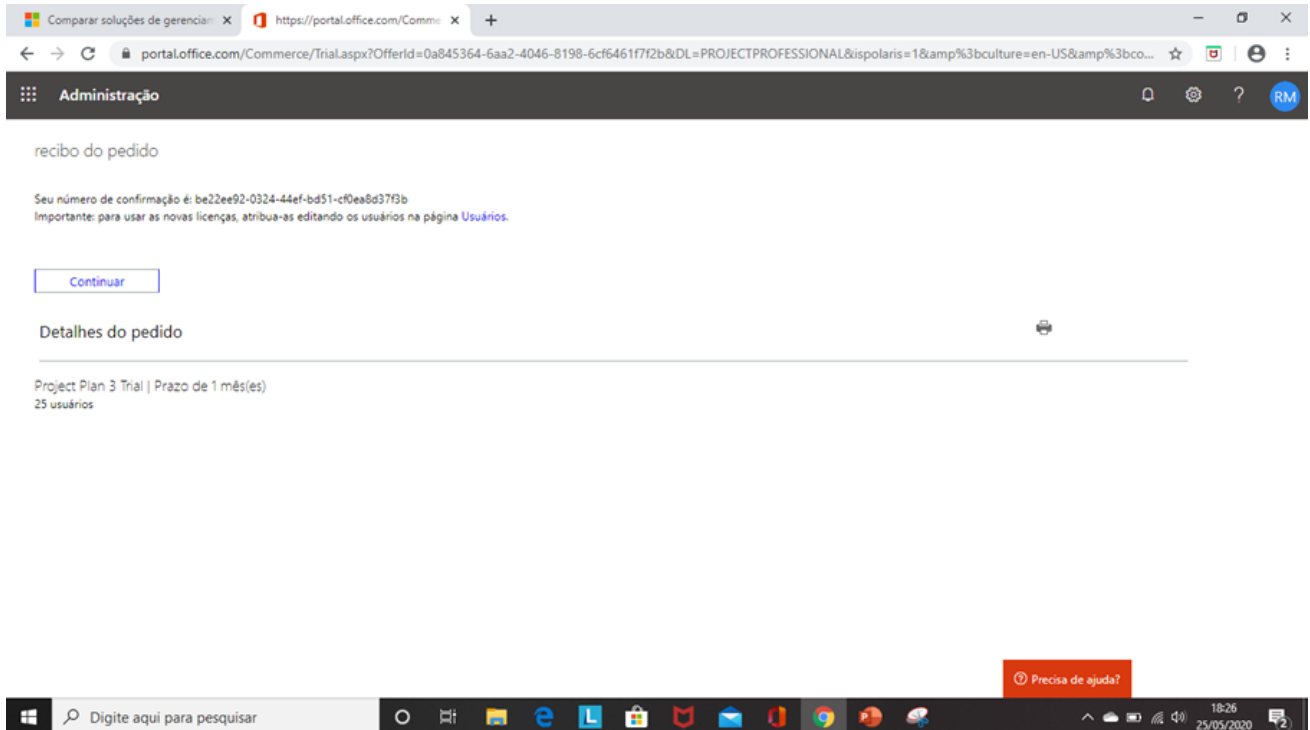 Comparar soluções de gerenciam
https://portal.office.com/Comme
portal.office.com/Commerce/Trial.aspx?OfferId=0a845364-6aa2-4046-8198-6cf6461f7f2b&DL=PROJECTPROFESSIONAL&ispolaris=1&amp%3bculture=en-US&amp%3bco...
Administração
RM
recibo do pedido
Seu número de confirmação é: be22ee92-0324-44ef-bd51-cf0ea8d37f3b
Importante: para usar as novas licenças, atribua-as editando os usuários na página Usuários.
Continuar
Detalhes do pedido
Project Plan 3 Trial | Prazo de 1 mês(es)
25 usuários
Precisa de ajuda?
Digite aqui para pesquisar
L
18:26
25/05/2020
2